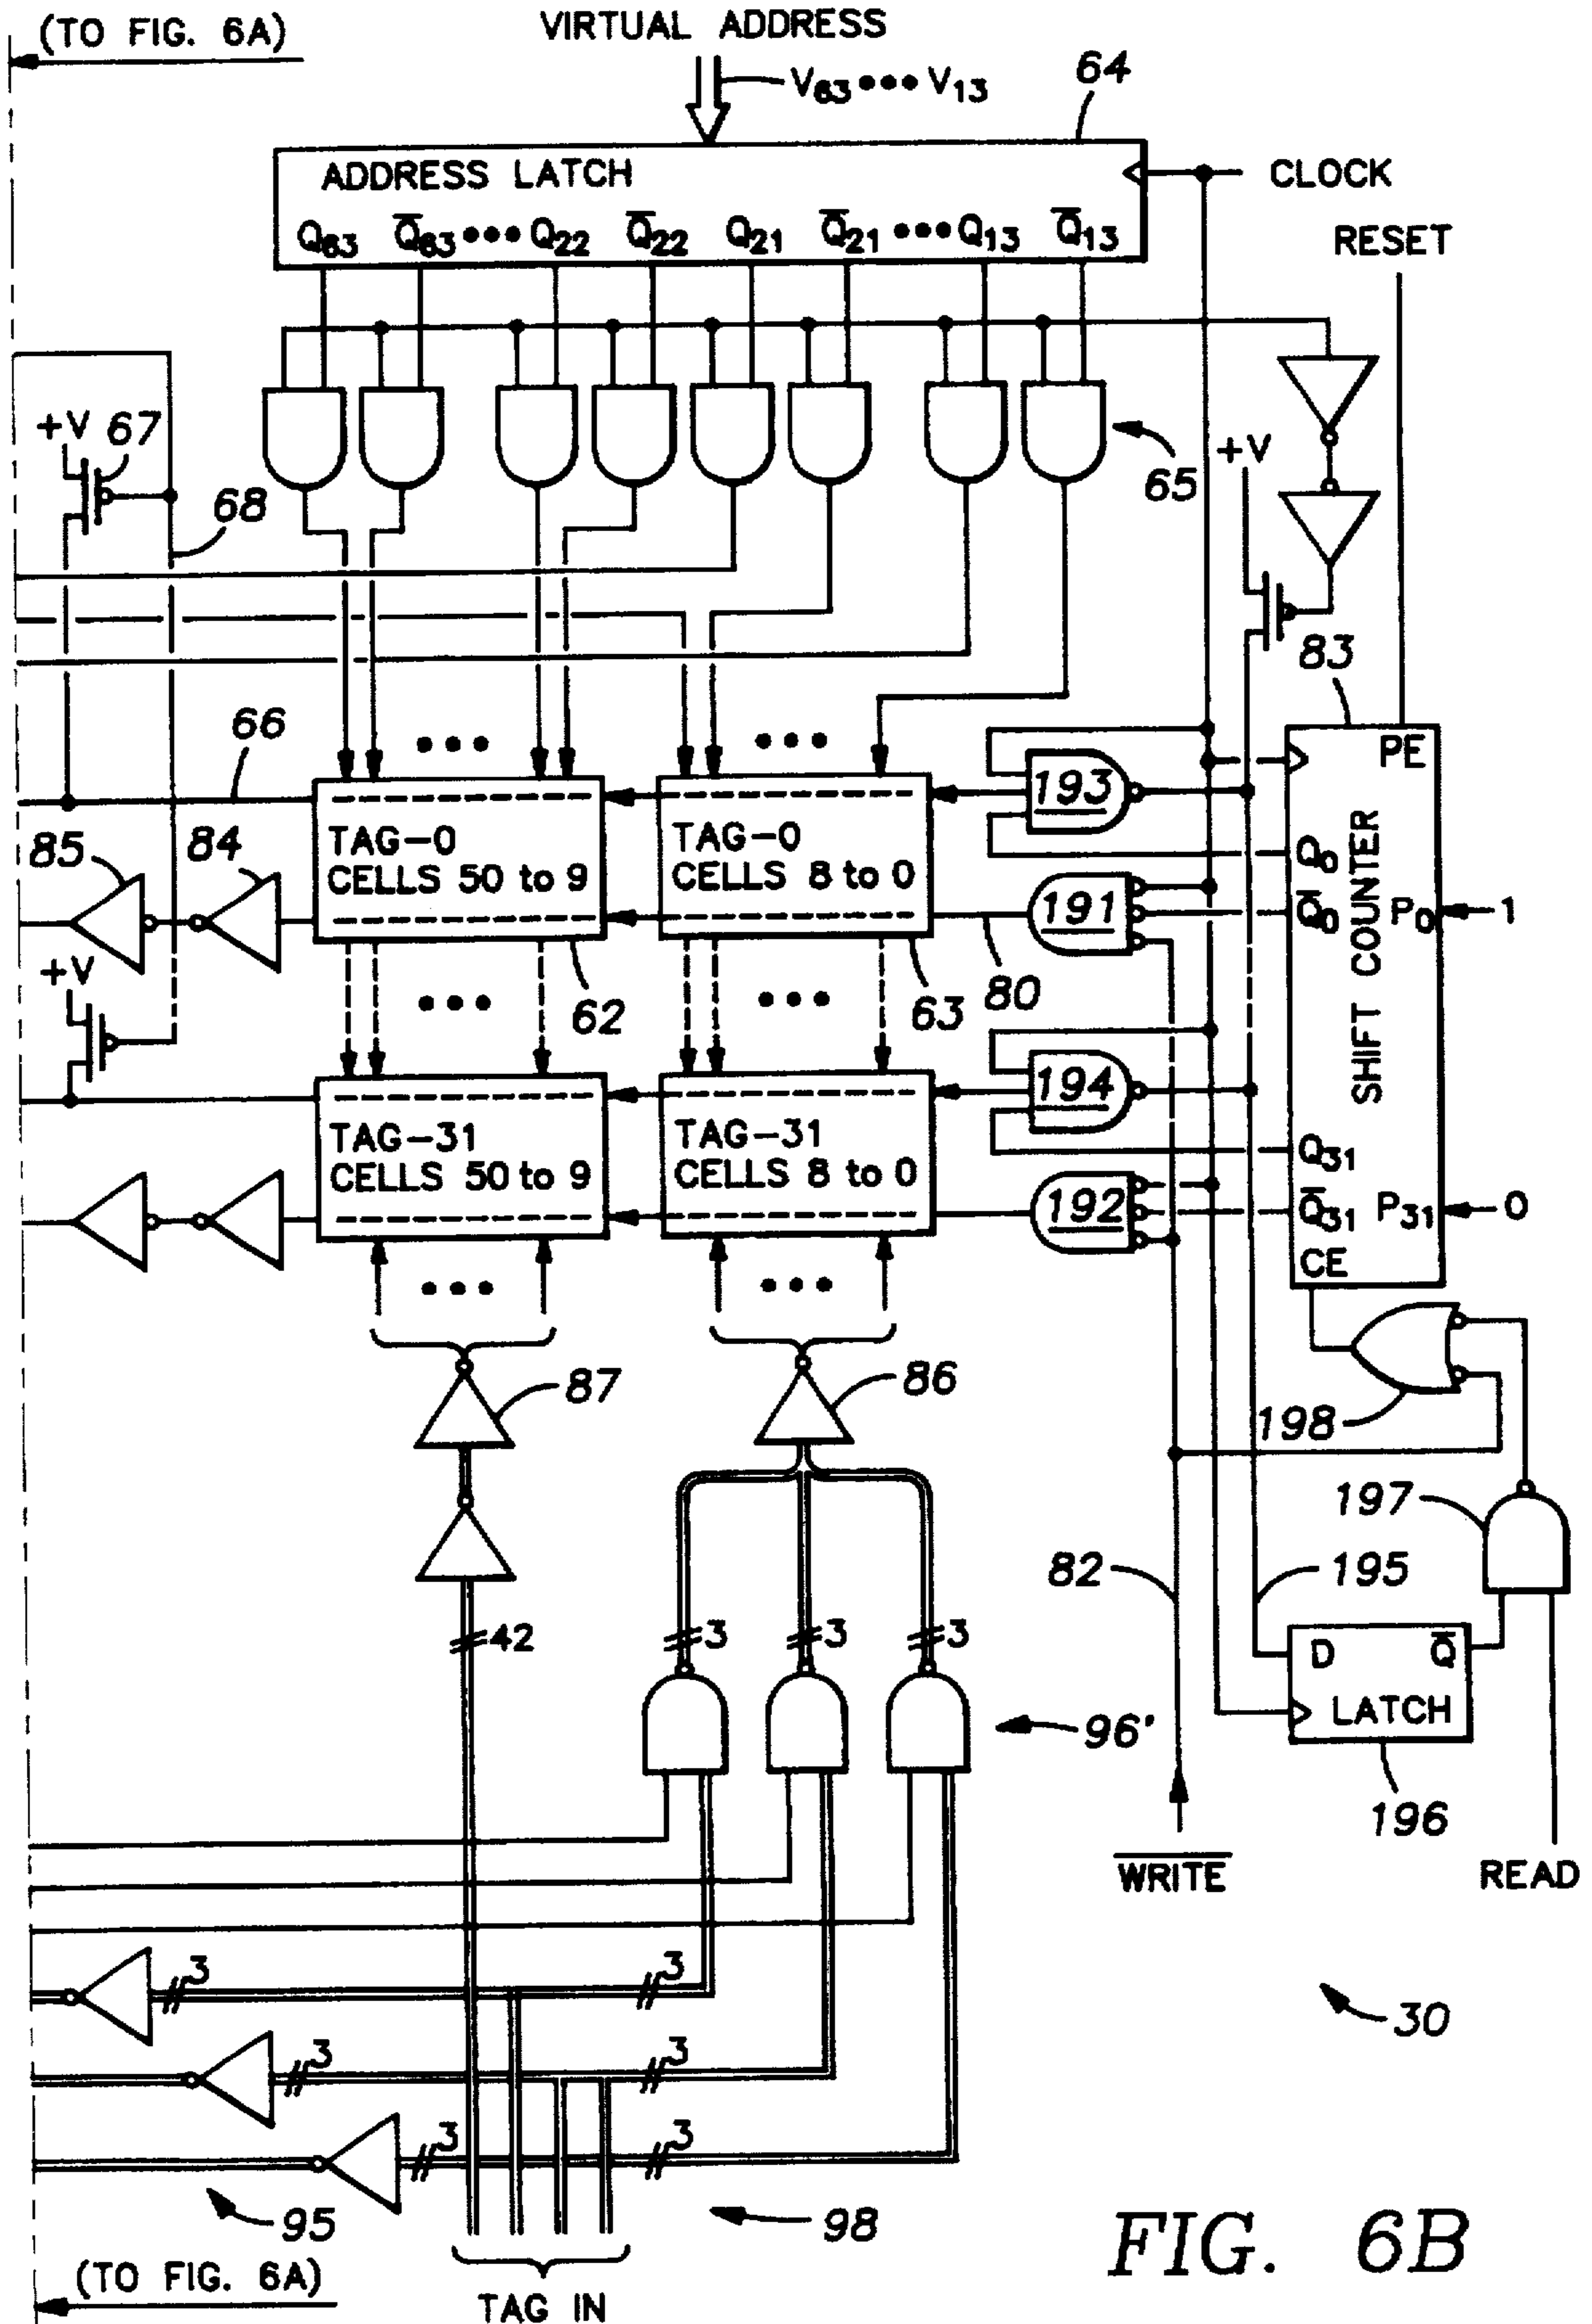 (TO FIG. 6A)
VIRTUAL ADDRESS
V63 ••• V13
64
ADDRESS LATCH
CLOCK
Q63 Q̅63 ••• Q22 Q̅22 Q21 Q̅21 ••• Q13 Q̅13
RESET
+V 67
65
+V
68
83
66
PE
193
TAG-0
CELLS 50 to 9
TAG-0
CELLS 8 to 0
85
84
Q0
191
Q̅0
P0
1
SHIFT COUNTER
+V
62
63
80
194
TAG-31
CELLS 50 to 9
TAG-31
CELLS 8 to 0
Q31
192
Q̅31
P31
0
CE
87
86
198
197
82
195
42
3
3
3
D
Q̅
LATCH
96'
196
WRITE̅
READ
3
3
30
3
3
3
3
95
98
FIG. 6B
(TO FIG. 6A)
TAG IN